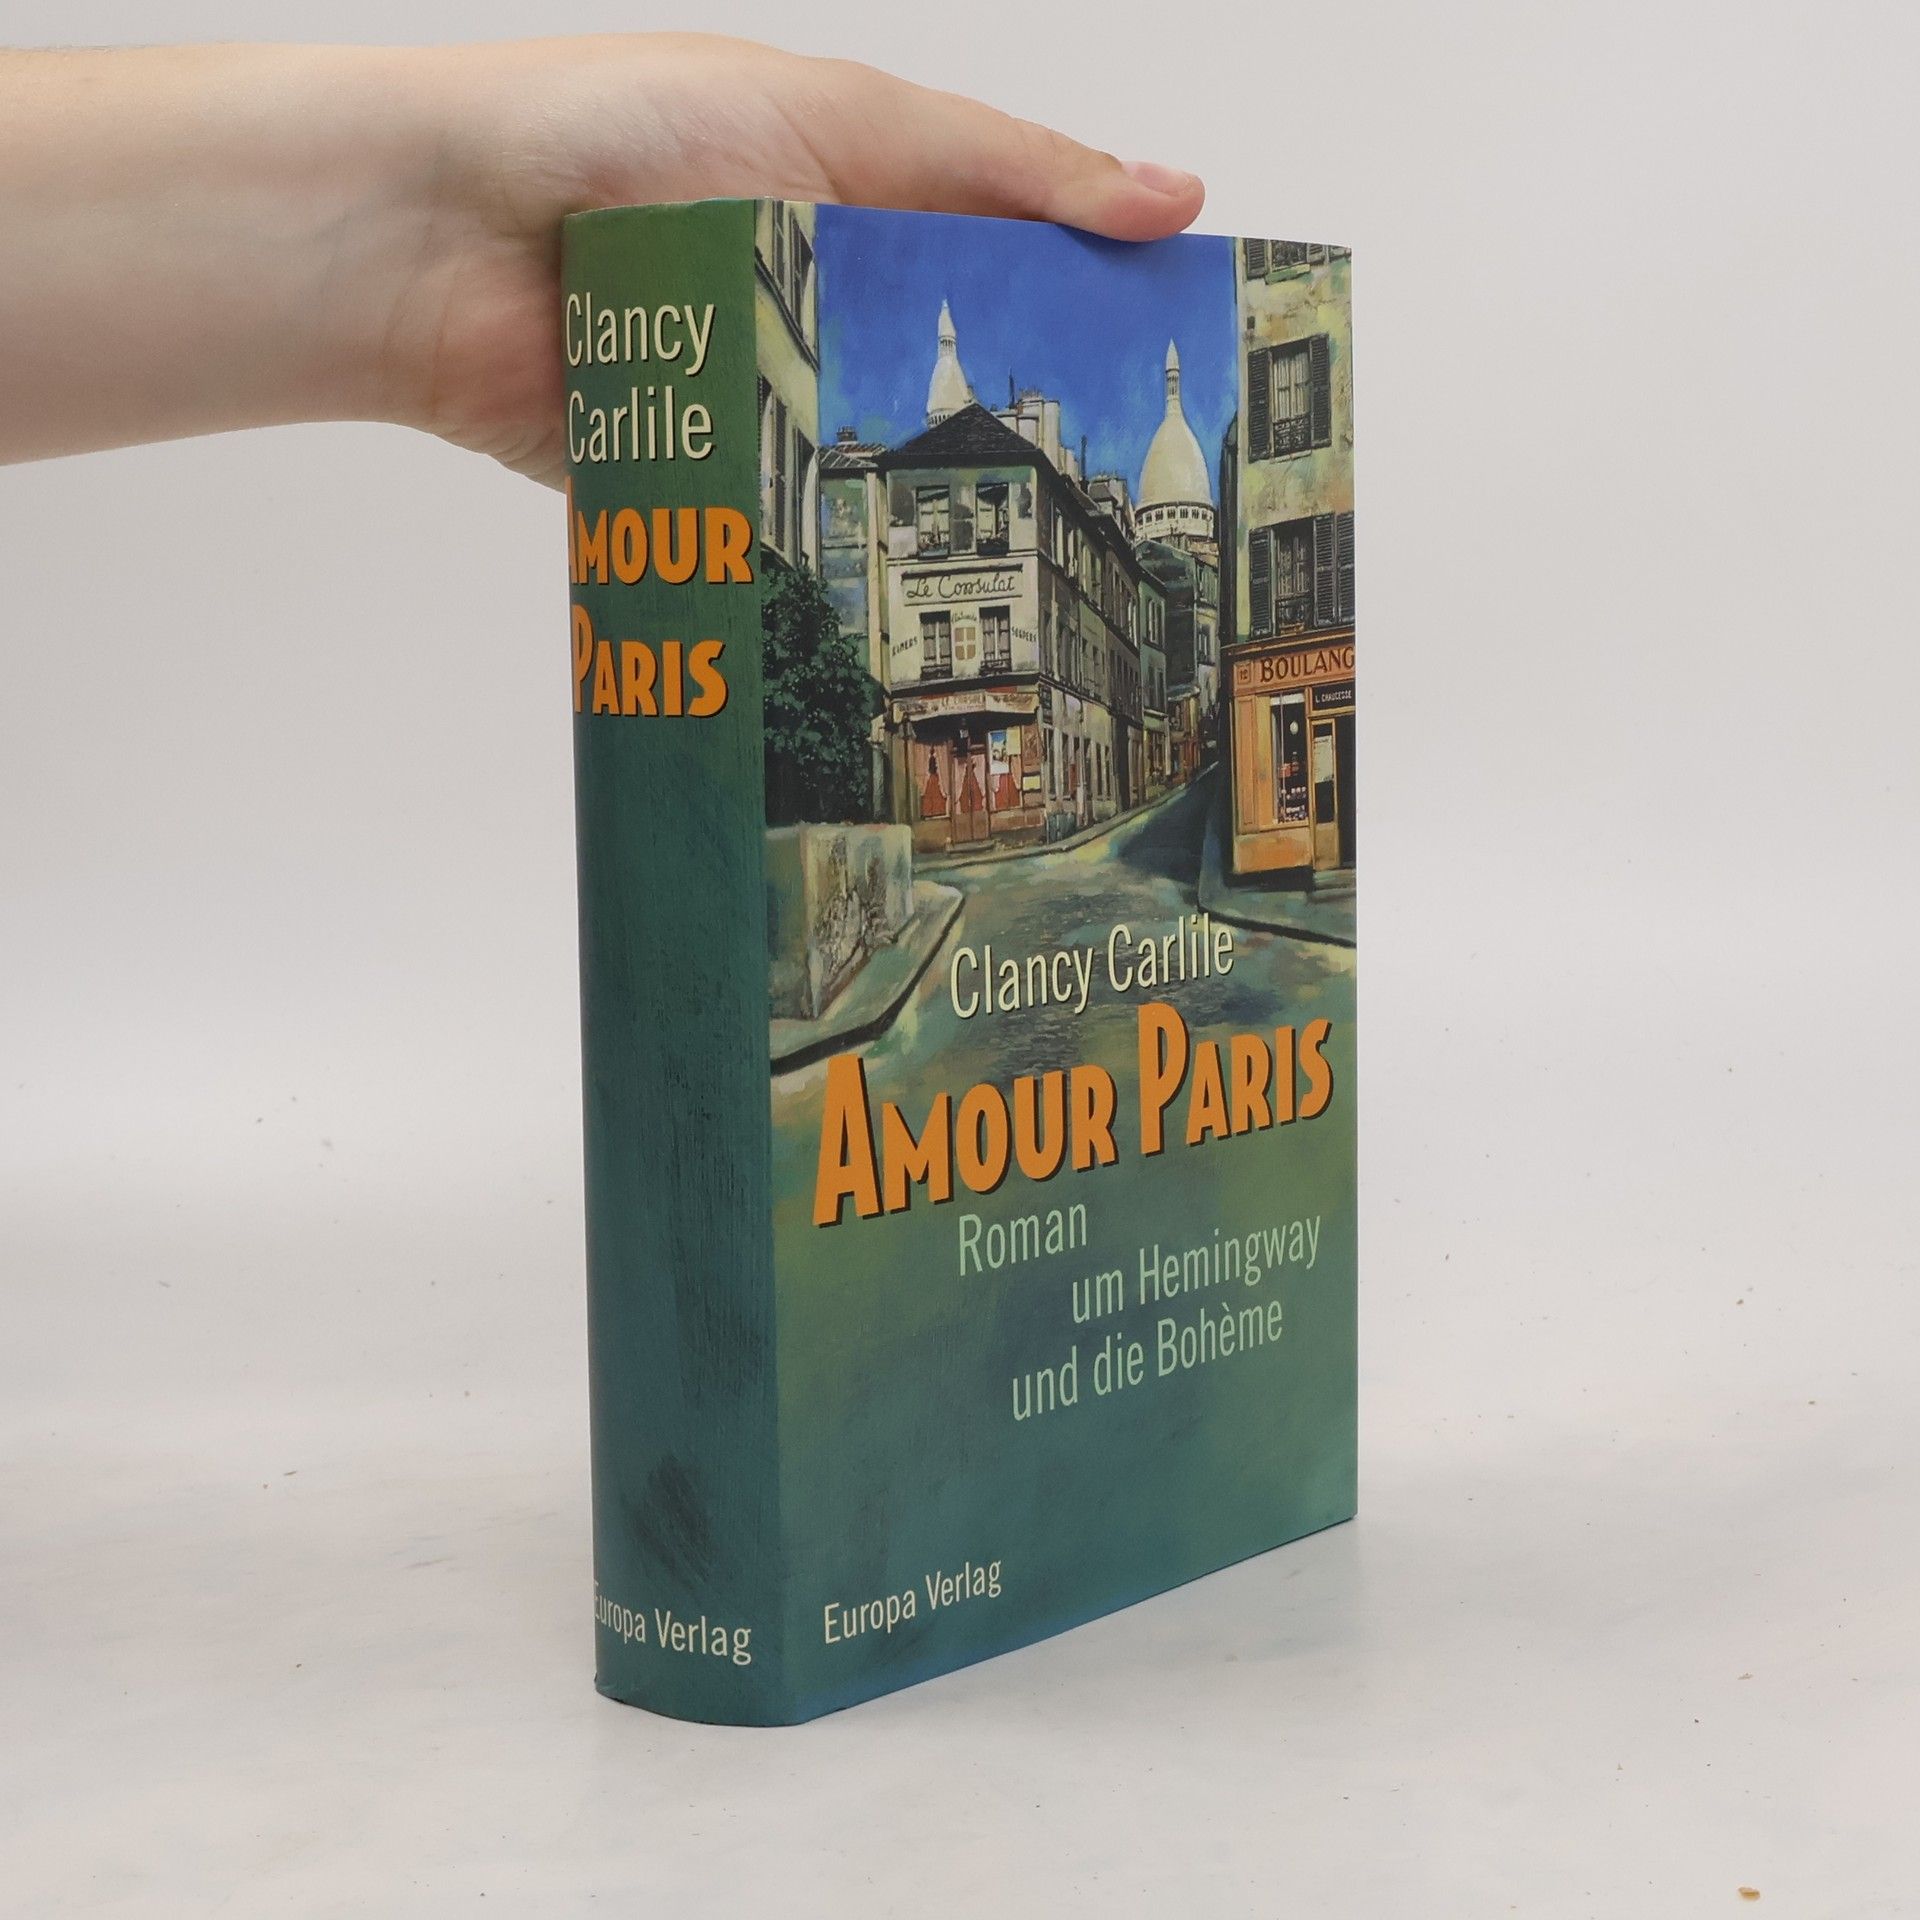 Clancy
Carlile
AMOUR
PARIS
Europa Verlag
Le Consulat
SOUPERS
BOULANG
Clancy Carlile
AMOUR PARIS
Roman
um Hemingway
und die Bohème
Europa Verlag